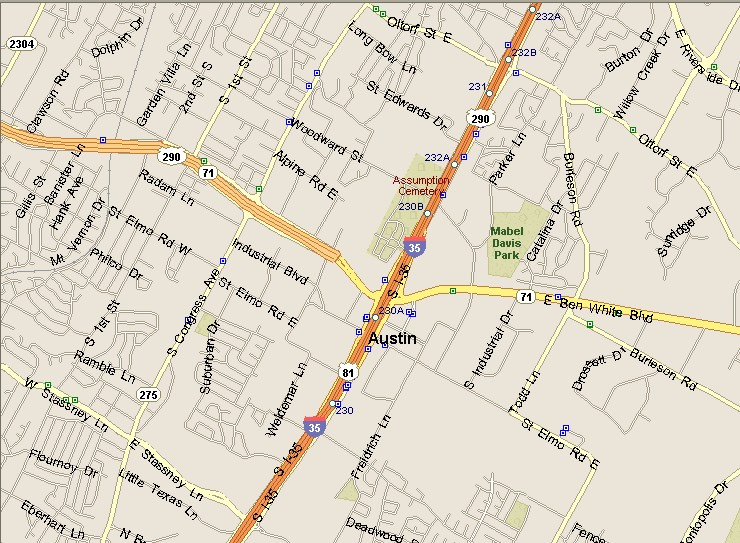 232A
Oltorf St E
2304
Dolphin Dr
Long Bow Ln
232B
Burton Dr
E Riverside Dr
Clawson Rd
Garden Villa Ln
2nd St S
S 1st St
St Edwards Dr
231
Willow Creek Dr
290
Woodward St
Oltorf St E
290
71
Alpine Rd E
232A
Parker Ln
Burleson Rd
Banister Ln
Gillis St
Hank Ave
Radam Ln
Assumption
Cemetery
230B
Mt Vernon Dr
St Elmo Rd W
Mabel
Davis
Park
Catalina Dr
Sunridge Dr
35
Philco Dr
Industrial Blvd
S I-35
S Congress Ave
St Elmo Rd E
71
E Ben White Blvd
230A
Austin
S 1st St
Suburban Dr
S Industrial Dr
Ramble Ln
Weldemar Ln
81
Todd Ln
Drossett Dr
Burleson Rd
W Stassney Ln
275
230
35
Freidrich Ln
St Elmo Rd E
E Stassney Ln
S I-35
Flournoy Dr
Little Texas Ln
S I-35
Eberhart Ln
Deadwood